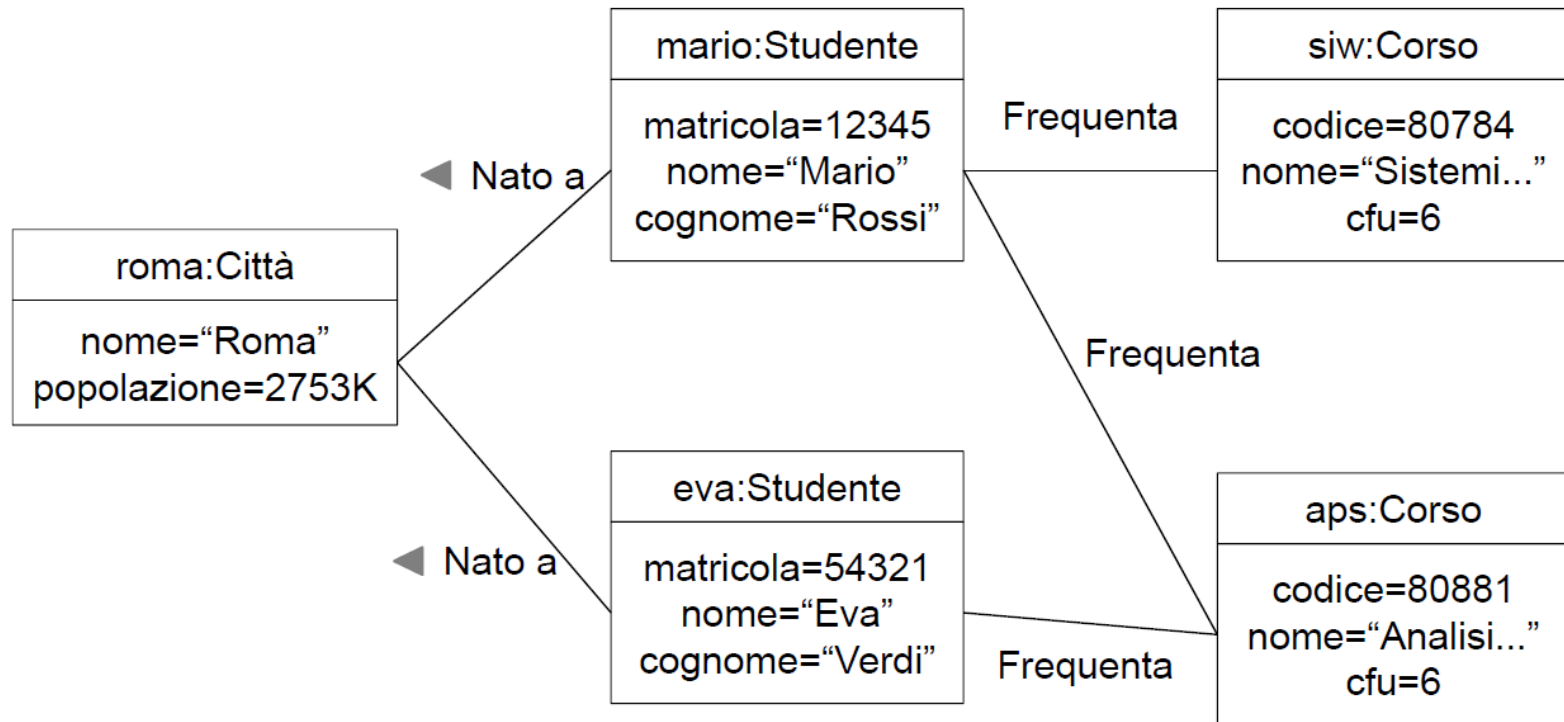 mario:Studente
matricola=12345
nome=“Mario”
cognome=“Rossi”
siw:Corso
codice=80784
nome=“Sistemi...”
cfu=6
Frequenta
Nato a
roma:Città
nome=“Roma”
popolazione=2753K
Frequenta
eva:Studente
matricola=54321
nome=“Eva”
cognome=“Verdi”
Nato a
aps:Corso
codice=80881
nome=“Analisi...”
cfu=6
Frequenta